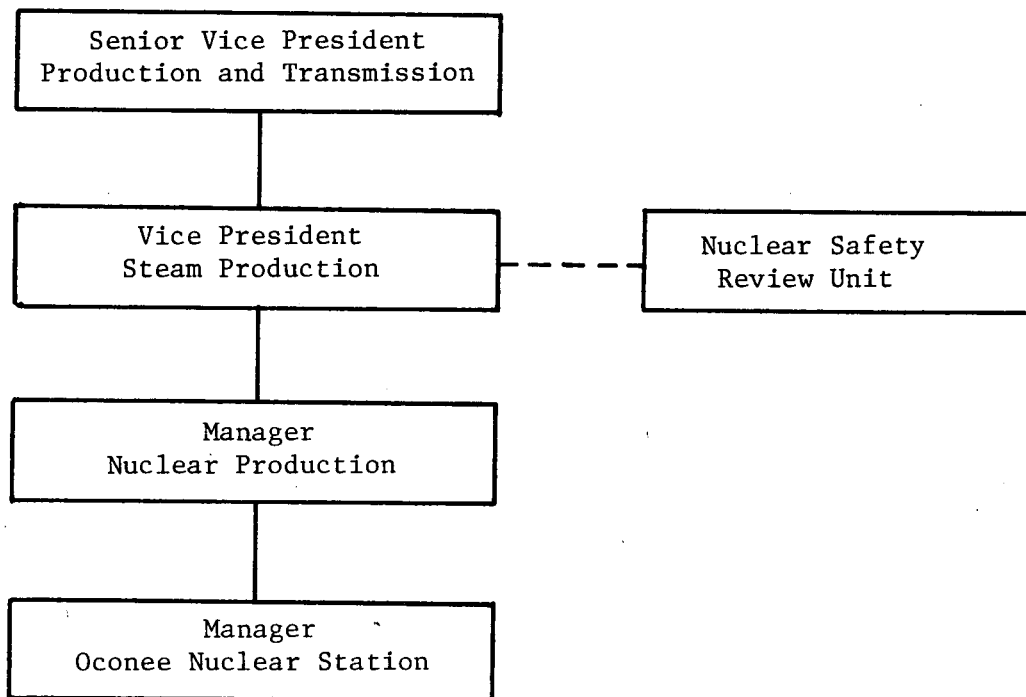 Senior Vice President
Production and Transmission
Vice President
Steam Production
Nuclear Safety
Review Unit
Manager
Nuclear Production
Manager
Oconee Nuclear Station